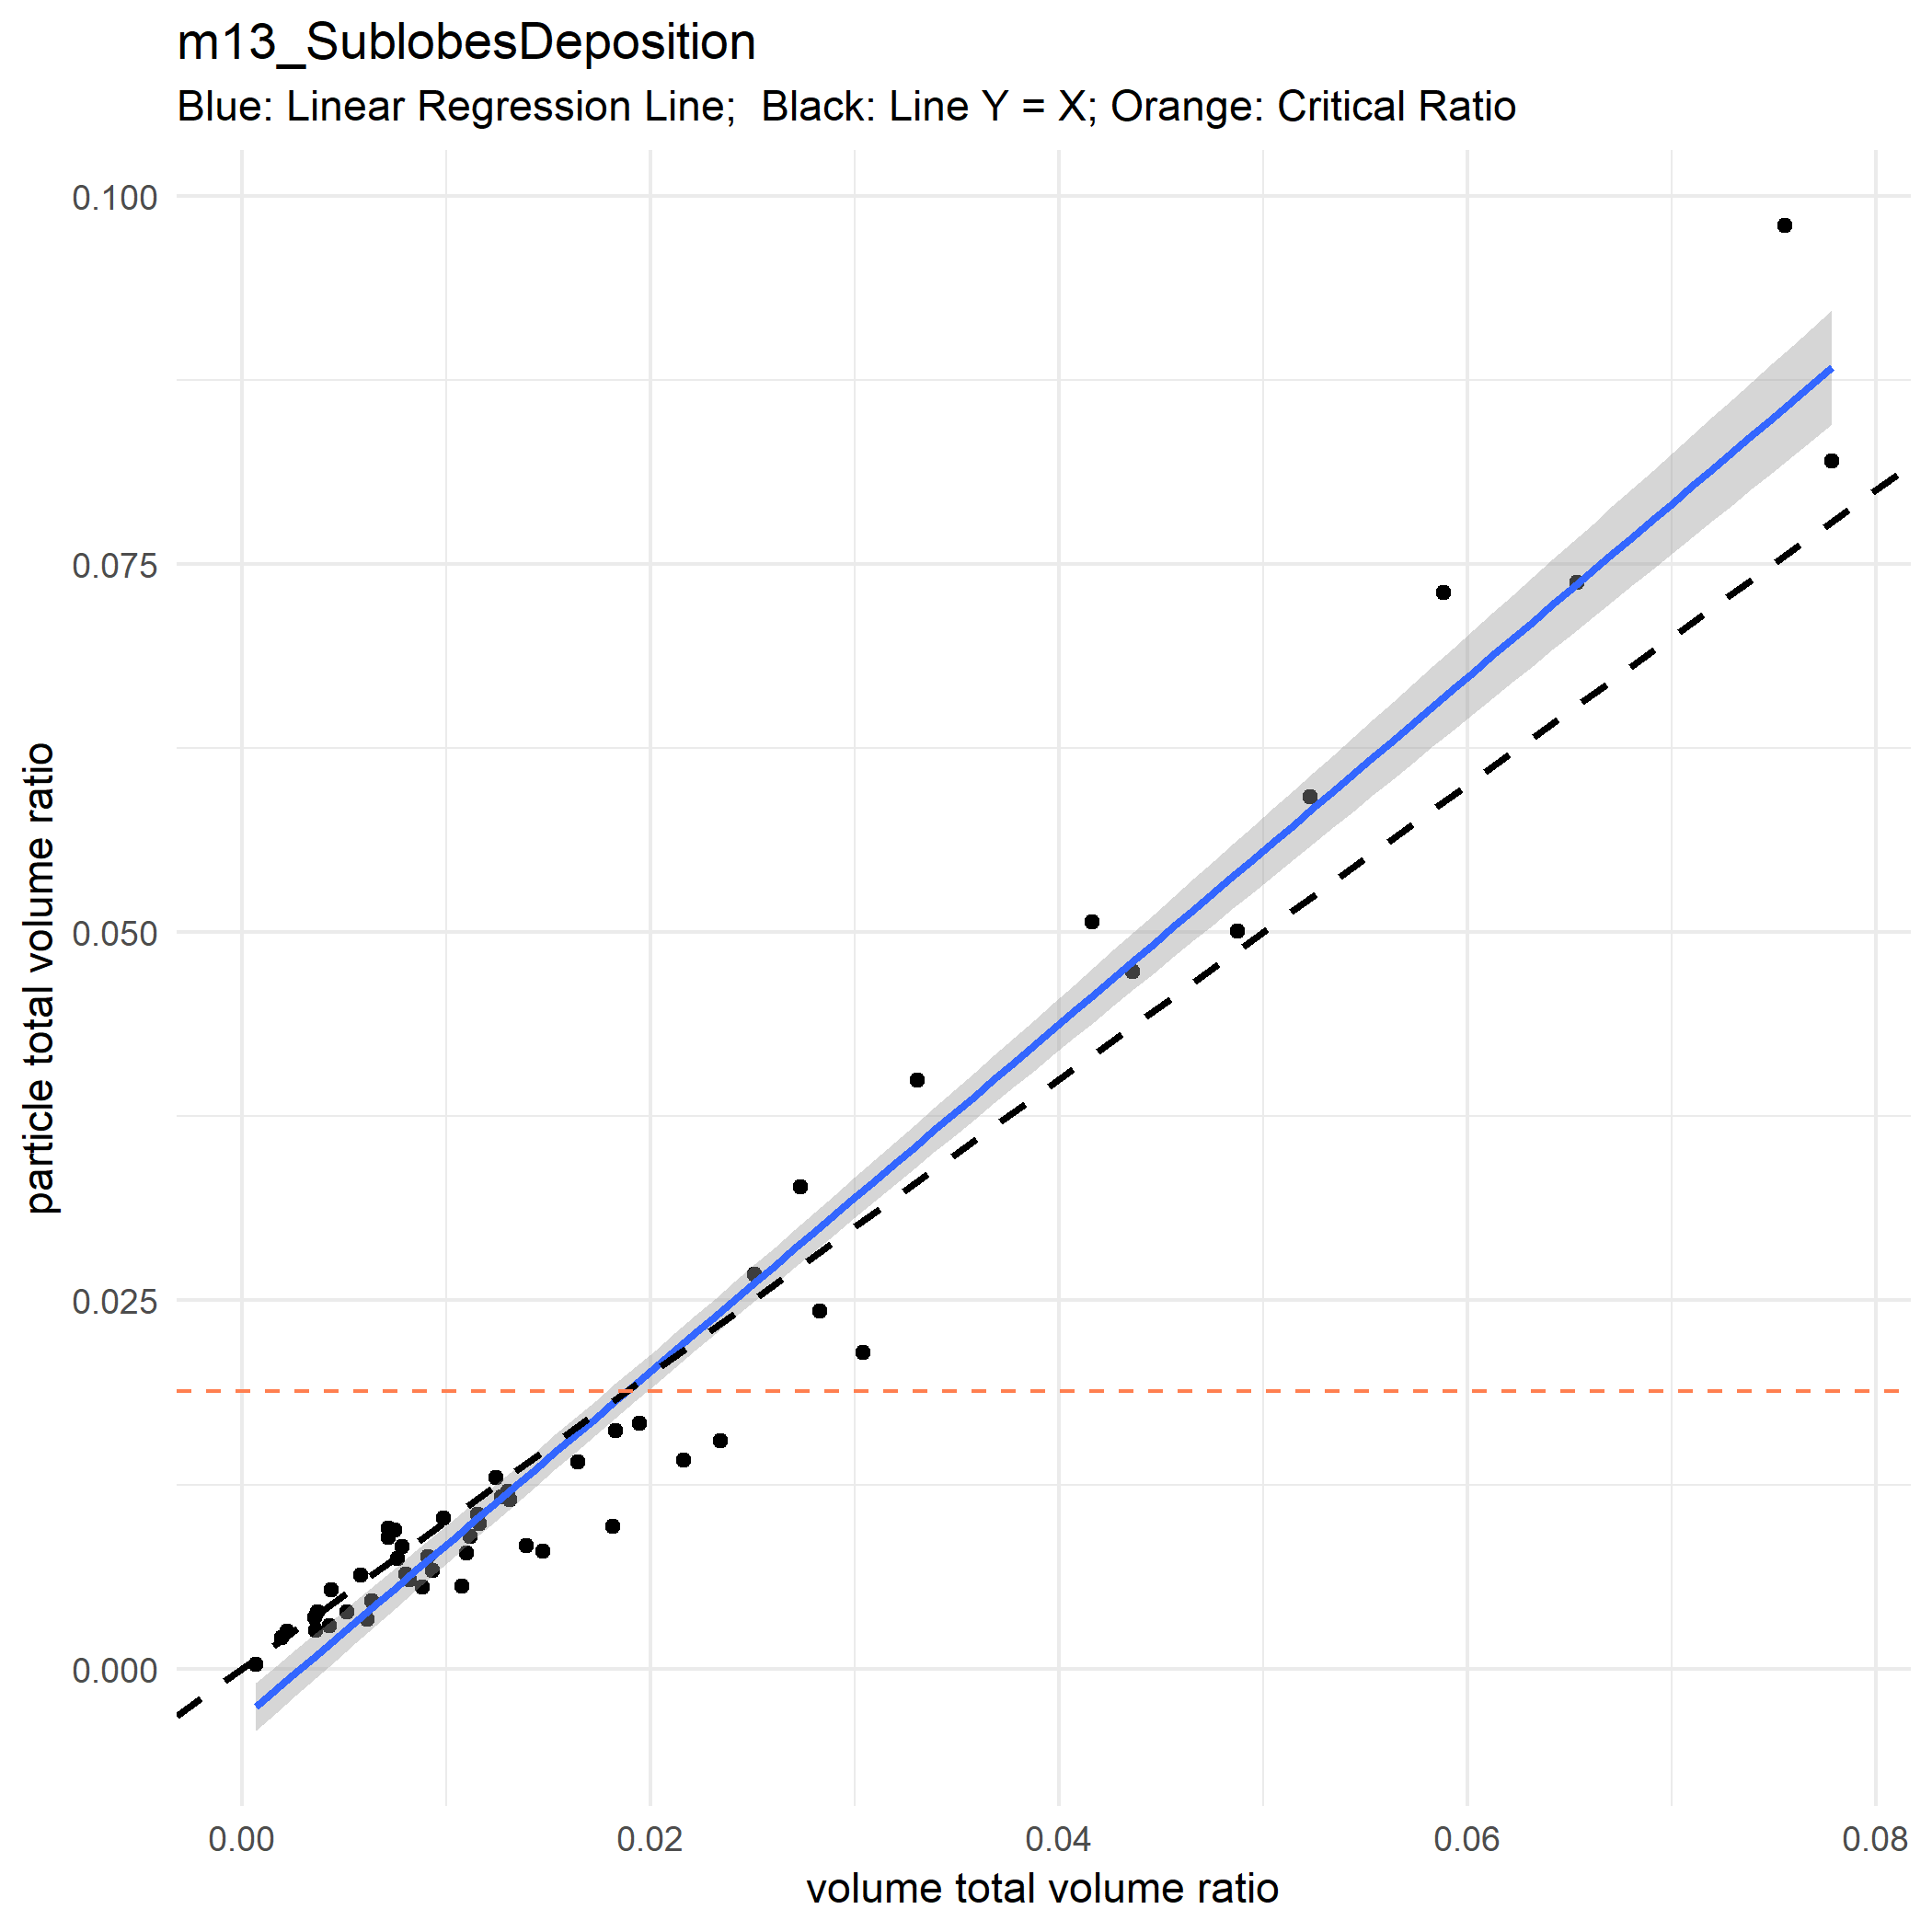 m13_SublobesDeposition
Blue: Linear Regression Line;  Black: Line Y = X; Orange: Critical Ratio
0.100
0.075
0.050
0.025
0.000
particle total volume ratio
0.00
0.02
0.04
0.06
0.08
volume total volume ratio